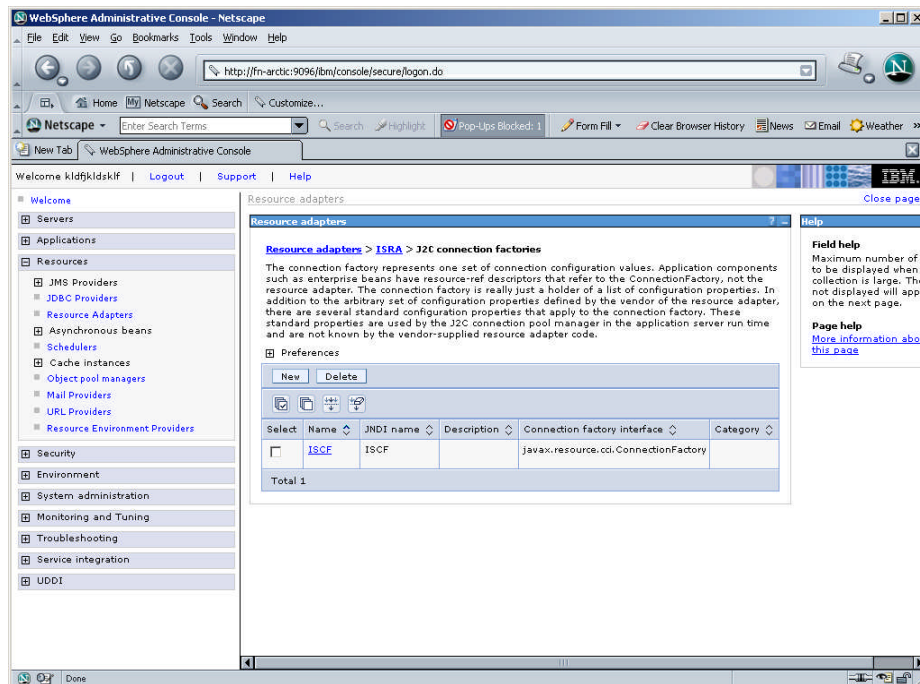 WebSphere Administrative Console - Netscape
File Edit View Go Bookmarks Tools Window Help
http://fn-arctic:9096/ibm/console/secure/logon.do
Home My Netscape Search Customize...
Netscape Enter Search Terms Search Highlight Pop-Ups Blocked: 1 Form Fill Clear Browser History News Email Weather »
New Tab WebSphere Administrative Console
Welcome kldfjkldsklf | Logout | Support | Help IBM.
Welcome
Servers
Applications
Resources
JMS Providers
JDBC Providers
Resource Adapters
Asynchronous beans
Schedulers
Cache instances
Object pool managers
Mail Providers
URL Providers
Resource Environment Providers
Security
Environment
System administration
Monitoring and Tuning
Troubleshooting
Service integration
UDDI
Resource adapters Close page
Resource adapters ? –
Resource adapters > ISRA > J2C connection factories
The connection factory represents one set of connection configuration values. Application components
such as enterprise beans have resource-ref descriptors that refer to the ConnectionFactory, not the
resource adapter. The connection factory is really just a holder of a list of configuration properties. In
addition to the arbitrary set of configuration properties defined by the vendor of the resource adapter,
there are several standard configuration properties that apply to the connection factory. These
standard properties are used by the J2C connection pool manager in the application server run time
and are not known by the vendor-supplied resource adapter code.
Preferences
New Delete
Select Name JNDI name Description Connection factory interface Category
ISCF ISCF javax.resource.cci.ConnectionFactory
Total 1
Help
Field help
Maximum number of
to be displayed when
collection is large. The
not displayed will app
on the next page.
Page help
More information abo
this page
Done